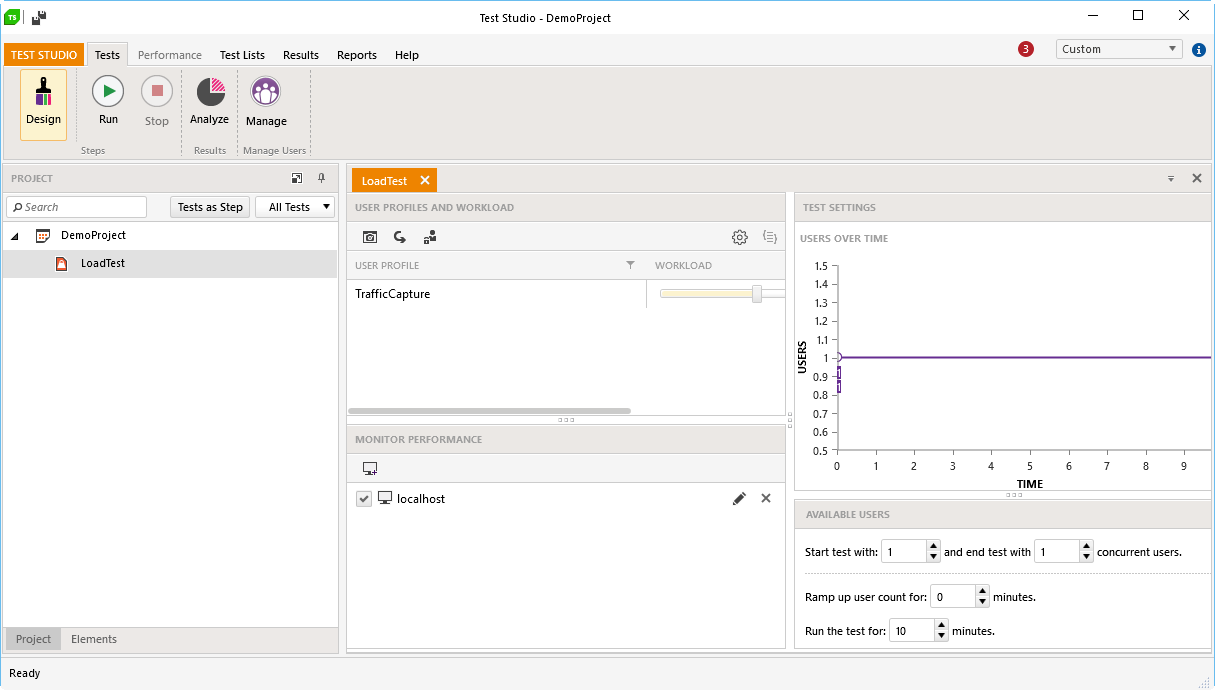 TS
Test Studio - DemoProject
TEST STUDIO Tests Performance Test Lists Results Reports Help 3 Custom i
Design Run Stop Analyze Manage
Steps Results Manage Users
PROJECT
Search Tests as Step All Tests
DemoProject
LoadTest
Project Elements
LoadTest
USER PROFILES AND WORKLOAD
USER PROFILE WORKLOAD
TrafficCapture
MONITOR PERFORMANCE
localhost
TEST SETTINGS
USERS OVER TIME
USERS
1.5
1.4
1.3
1.2
1.1
1
0.9
0.8
0.7
0.6
0.5
1
1
0 1 2 3 4 5 6 7 8 9
TIME
AVAILABLE USERS
Start test with: 1 and end test with 1 concurrent users.
Ramp up user count for: 0 minutes.
Run the test for: 10 minutes.
Ready